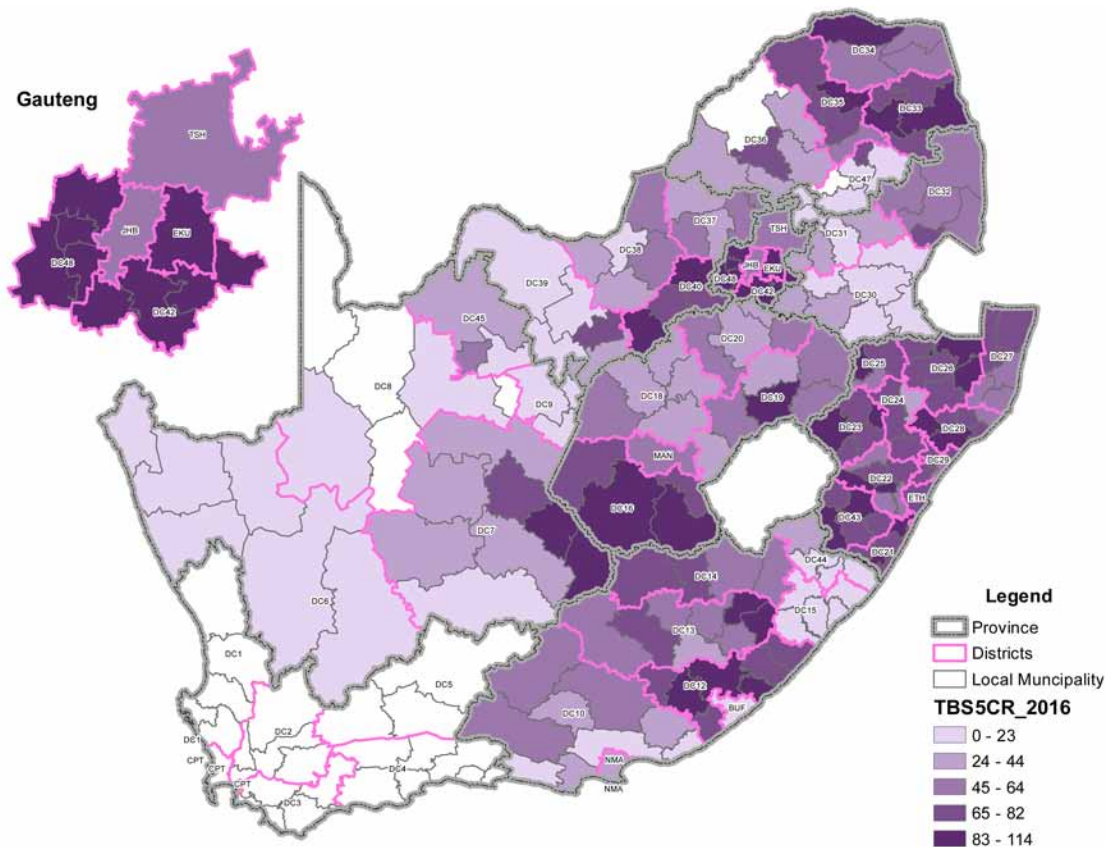 Gauteng
TSH
JHB
EKU
DC48
DC42
DC34
DC35
DC33
DC36
DC47
DC32
DC37
TSH
DC31
DC38
DC39
JHB
EKU
DC48
DC40
DC42
DC30
DC45
DC20
DC27
DC25
DC26
DC8
DC18
DC19
DC24
DC9
DC23
DC28
MAN
DC29
DC22
ETH
DC16
DC43
DC7
DC21
DC14
DC44
DC6
DC15
DC13
DC1
DC5
DC12
BUF
DC10
DC2
DC1
CPT
CPT
DC4
NMA
CPT
NMA
DC3
Legend
Province
Districts
Local Muncipality
TBS5CR_2016
0 - 23
24 - 44
45 - 64
65 - 82
83 - 114